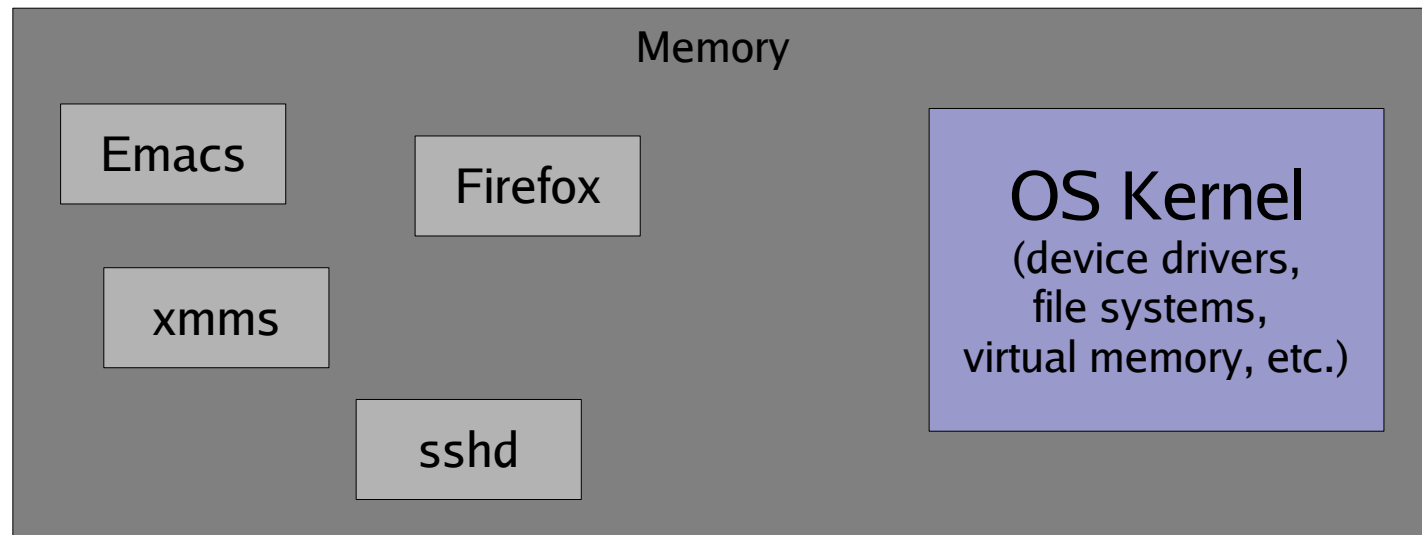 Memory
Emacs
Firefox
xmms
sshd
OS Kernel
(device drivers,
file systems,
virtual memory, etc.)